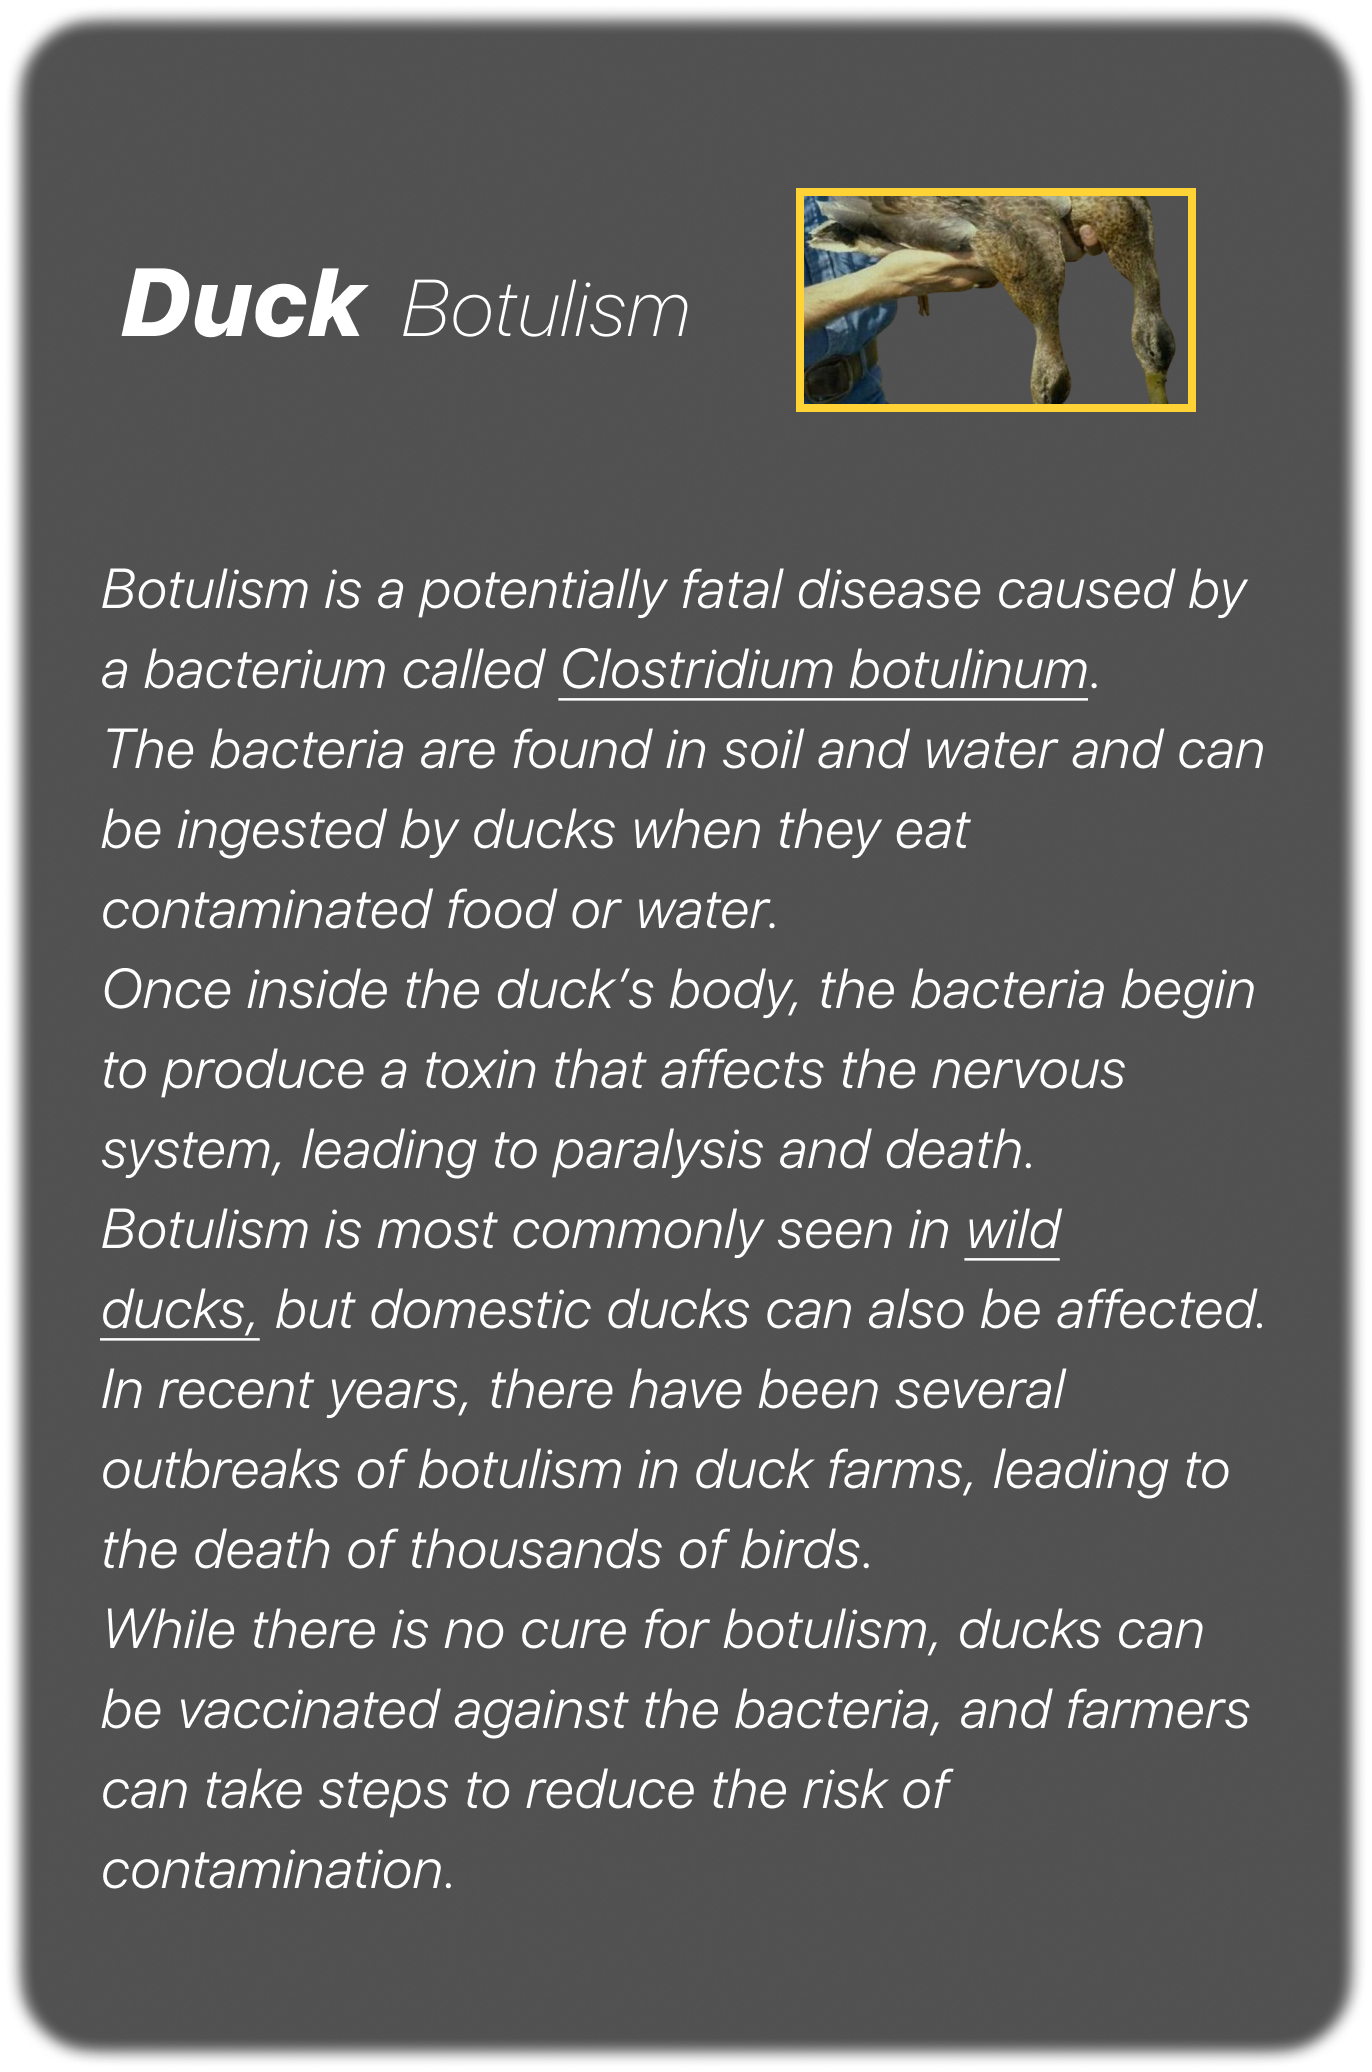 Duck Botulism
Botulism is a potentially fatal disease caused by
a bacterium called Clostridium botulinum.
The bacteria are found in soil and water and can
be ingested by ducks when they eat
contaminated food or water.
Once inside the duck’s body, the bacteria begin
to produce a toxin that affects the nervous
system, leading to paralysis and death.
Botulism is most commonly seen in wild
ducks, but domestic ducks can also be affected.
In recent years, there have been several
outbreaks of botulism in duck farms, leading to
the death of thousands of birds.
While there is no cure for botulism, ducks can
be vaccinated against the bacteria, and farmers
can take steps to reduce the risk of
contamination.